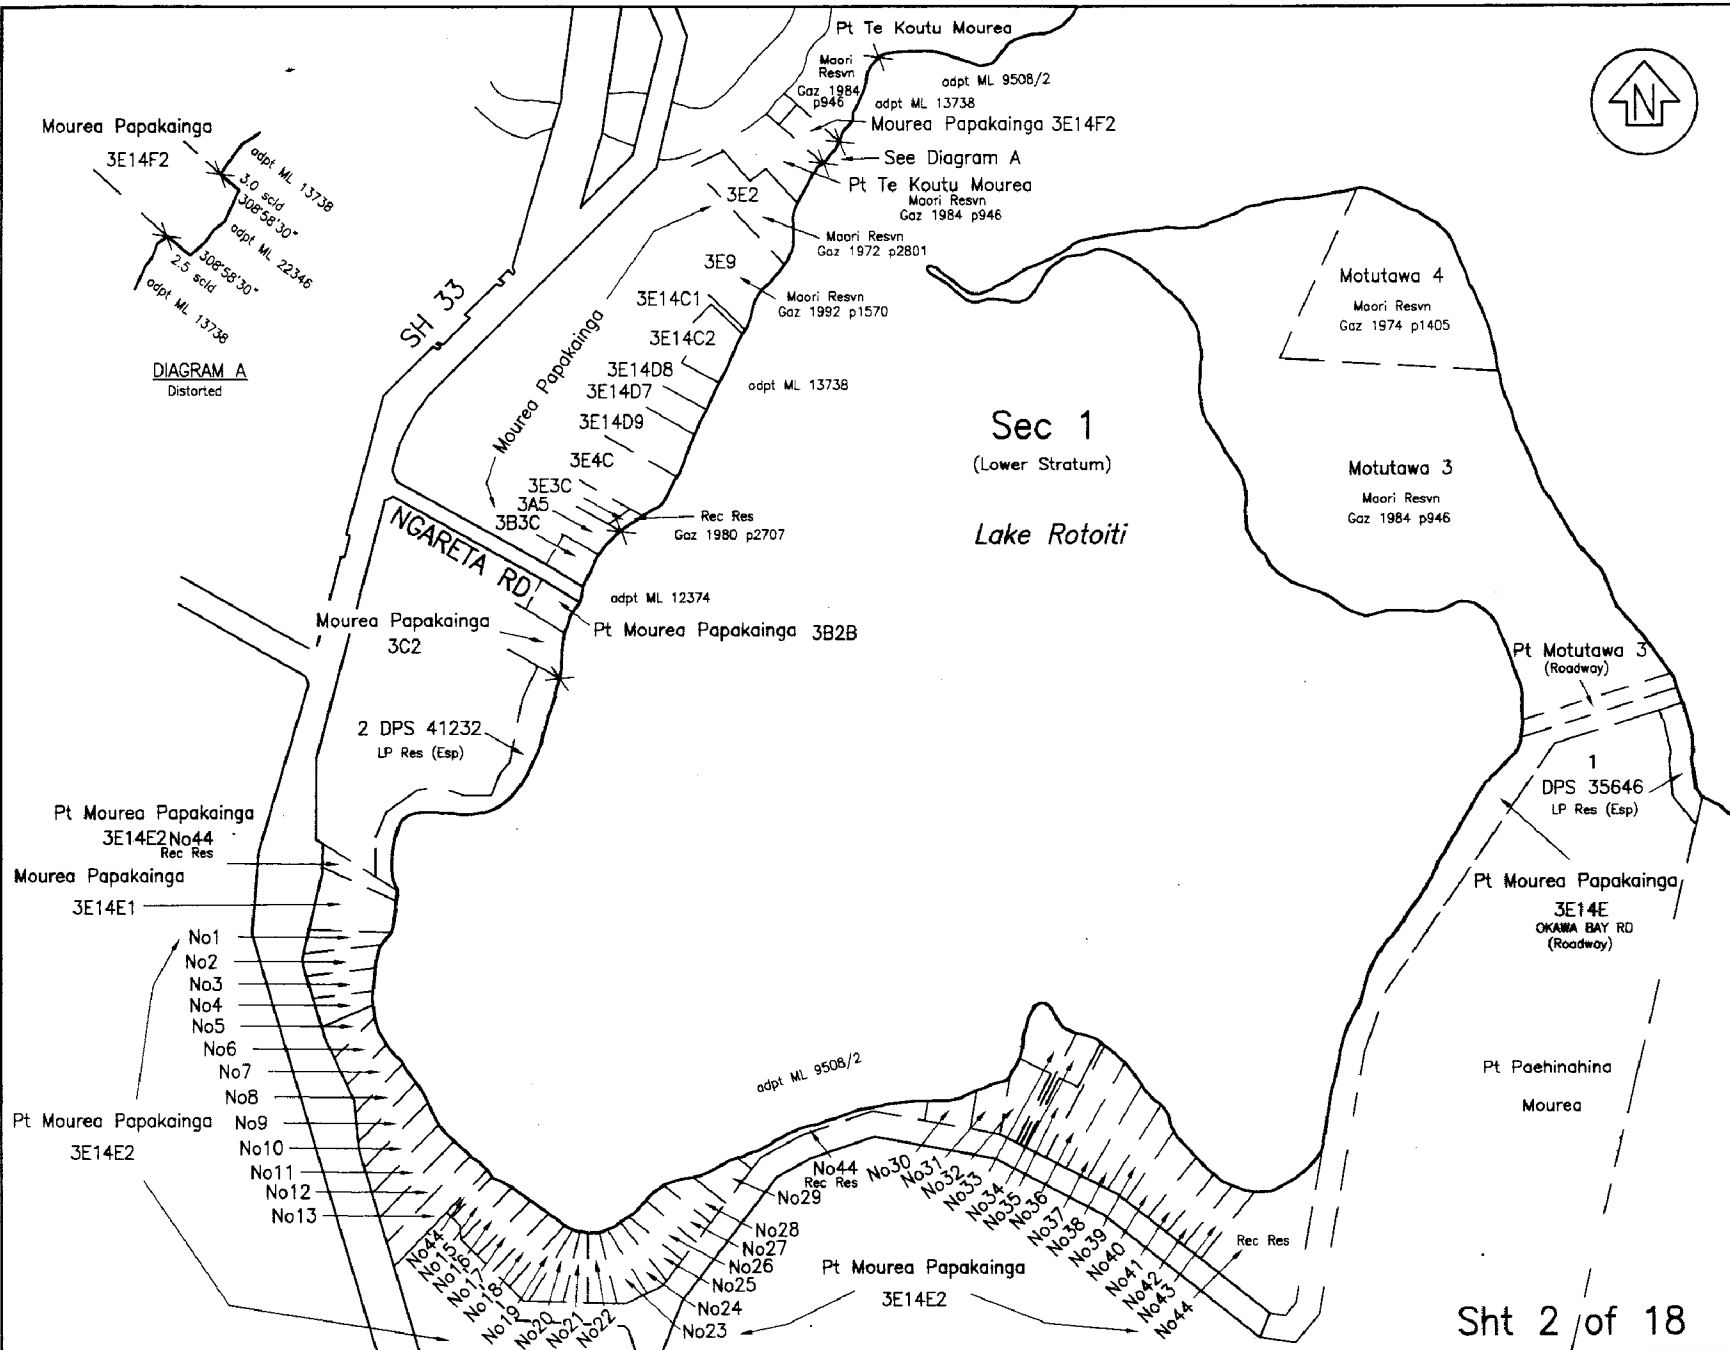 Pt Te Koutu Mourea
Maori
Resvn
Gaz 1984
p946
adpt ML 9508/2
adpt ML 13738
Mourea Papakainga 3E14F2
See Diagram A
Pt Te Koutu Mourea
Maori Resvn
Gaz 1984 p946
N
Mourea Papakainga
3E14F2
adpt ML 13738
3.0 scld
308°58'30"
adpt ML 22346
308°58'30"
2.5 scld
adpt ML 13738
DIAGRAM A
Distorted
SH 33
3E2
Maori Resvn
Gaz 1972 p2801
3E9
Maori Resvn
Gaz 1992 p1570
3E14C1
3E14C2
3E14D8
3E14D7
3E14D9
adpt ML 13738
Mourea Papakainga
3E4C
3E3C
3A5
3B3C
Rec Res
Gaz 1980 p2707
NGARETA RD
adpt ML 12374
Pt Mourea Papakainga 3B2B
Mourea Papakainga
3C2
2 DPS 41232
LP Res (Esp)
Sec 1
(Lower Stratum)
Lake Rotoiti
Motutawa 4
Maori Resvn
Gaz 1974 p1405
Motutawa 3
Maori Resvn
Gaz 1984 p946
Pt Motutawa 3
(Roadway)
1
DPS 35646
LP Res (Esp)
Pt Mourea Papakainga
3E14E
OKAWA BAY RD
(Roadway)
Pt Paehinahina
Mourea
Pt Mourea Papakainga
3E14E2No44
Rec Res
Mourea Papakainga
3E14E1
No1
No2
No3
No4
No5
No6
No7
No8
No9
No10
No11
No12
No13
Pt Mourea Papakainga
3E14E2
No44
No15
No16
No17
No18
No19
No20
No21
No22
No23
No24
No25
No26
No27
No28
No29
No44
Rec Res
adpt ML 9508/2
No30
No31
No32
No33
No34
No35
No36
No37
No38
No39
No40
No41
No42
No43
No44
Rec Res
Pt Mourea Papakainga
3E14E2
Sht 2 of 18